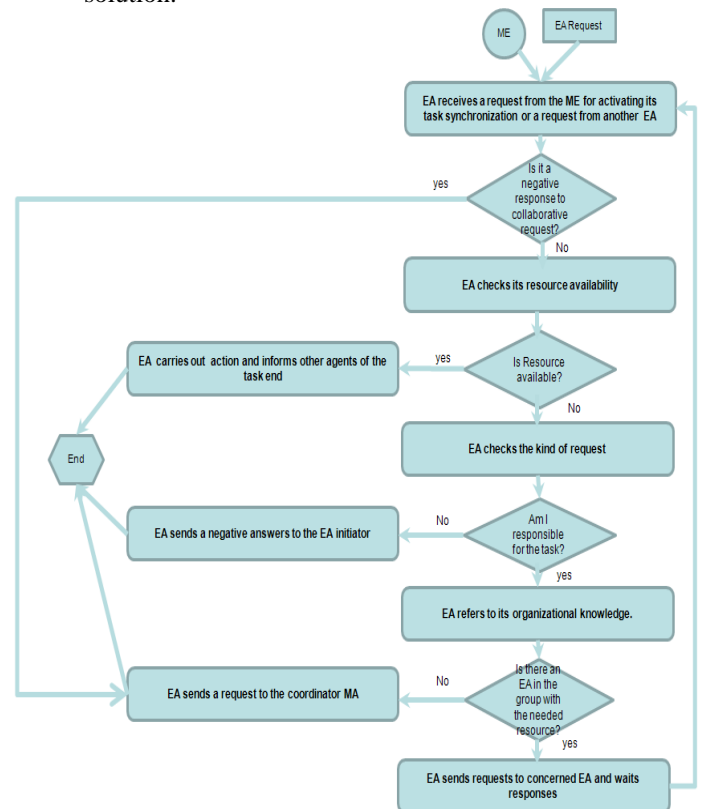 solution.
ME
EA Request
EA receives a request from the ME for activating its
task synchronization or a request from another EA
Is it a
negative
response to
collaborative
request?
yes
No
EA checks its resource availability
EA carries out action and informs other agents of the
task end
yes
Is Resource
available?
No
End
EA checks the kind of request
EA sends a negative answers to the EA initiator
No
Am I
responsible
for the task?
yes
EA refers to its organizational knowledge.
EA sends a request to the coordinator MA
No
Is there an
EA in the
group with
the needed
resource?
yes
EA sends requests to concerned EA and waits
responses